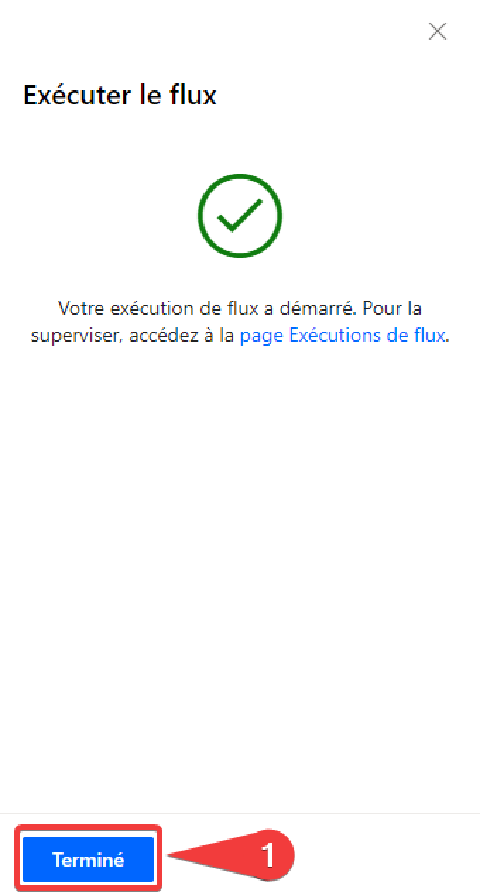 Exécuter le flux
Votre exécution de flux a démarré. Pour la
superviser, accédez à la page Exécutions de flux.
Terminé
1